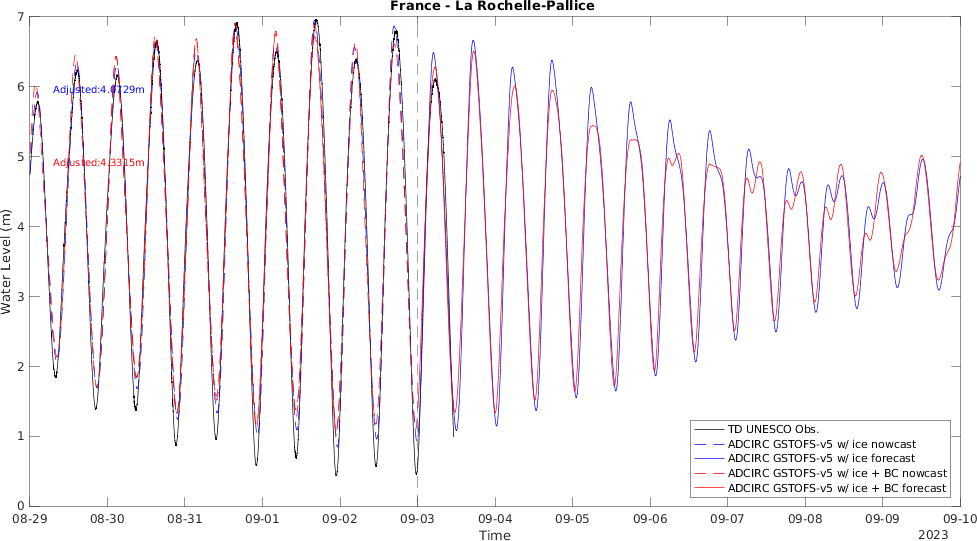 France - La Rochelle-Pallice
7
6
5
4
3
2
1
0
Water Level (m)
Adjusted:4.0729m
Adjusted:4.3315m
TD UNESCO Obs.
ADCIRC GSTOFS-v5 w/ ice nowcast
ADCIRC GSTOFS-v5 w/ ice forecast
ADCIRC GSTOFS-v5 w/ ice + BC nowcast
ADCIRC GSTOFS-v5 w/ ice + BC forecast
08-29 08-30 08-31 09-01 09-02 09-03 09-04 09-05 09-06 09-07 09-08 09-09 09-10
Time
2023